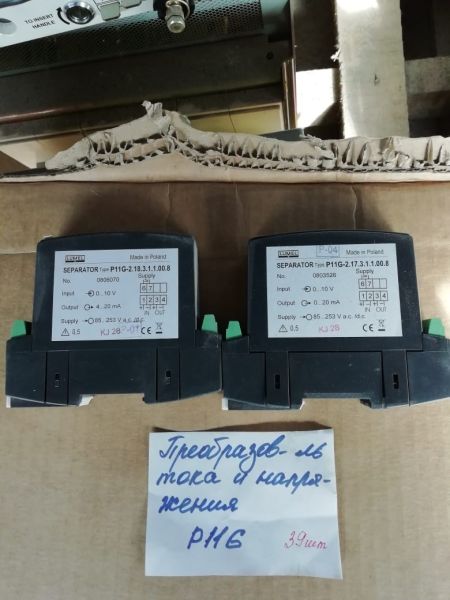 TO INSERT
HANDLE
LUMEL Made in Poland
SEPARATOR Type P11G-2.18.3.1.1.00.8
No. 0808070 Supply
6 7
Input 0...10 V
1 2 3 4
Output 4...20 mA
IN OUT
Supply 85..253 V a.c. /d.c.
0,5 KJ 28 CE
LUMEL P-04 Made in Poland
SEPARATOR Type P11G-2.17.3.1.1.00.8
No. 0803526 Supply
6 7
Input 0...10 V
1 2 3 4
Output 0...20 mA
IN OUT
Supply 85..253 V a.c. /d.c.
0,5 KJ 28 CE
Преобразов-ль
тока и напря-
жения
P11G 39шт